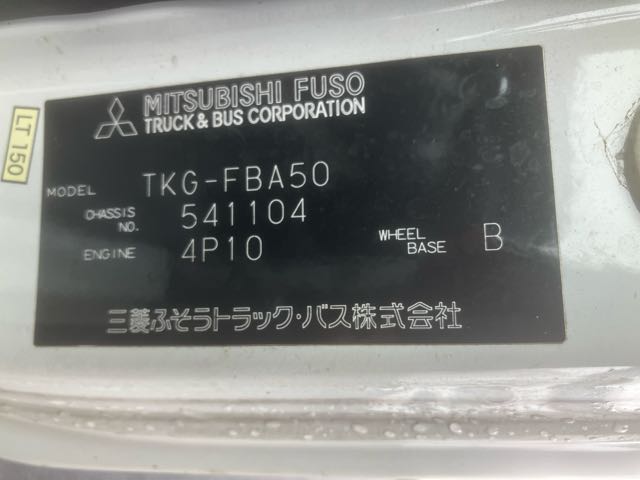 MITSUBISHI FUSO
TRUCK & BUS CORPORATION
LT 150
MODEL TKG-FBA50
CHASSIS NO. 541104
ENGINE 4P10 WHEEL BASE B
三菱ふそうトラック・バス株式会社